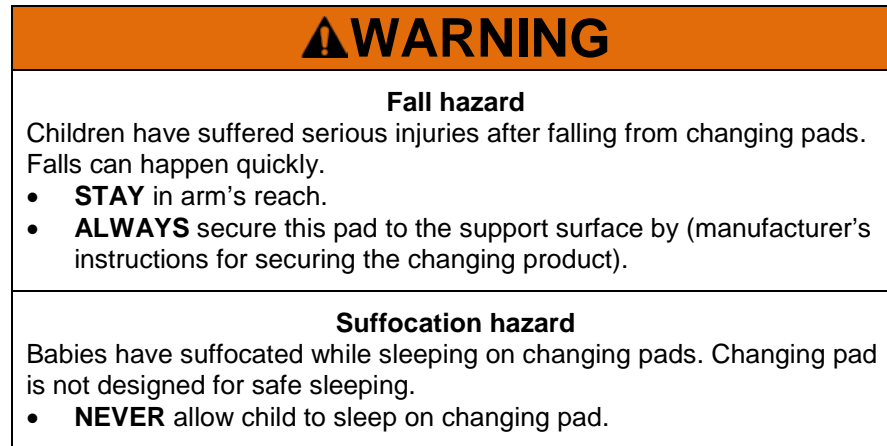 ⚠WARNING
Fall hazard
Children have suffered serious injuries after falling from changing pads.
Falls can happen quickly.
• STAY in arm’s reach.
• ALWAYS secure this pad to the support surface by (manufacturer’s
instructions for securing the changing product).
Suffocation hazard
Babies have suffocated while sleeping on changing pads. Changing pad
is not designed for safe sleeping.
• NEVER allow child to sleep on changing pad.